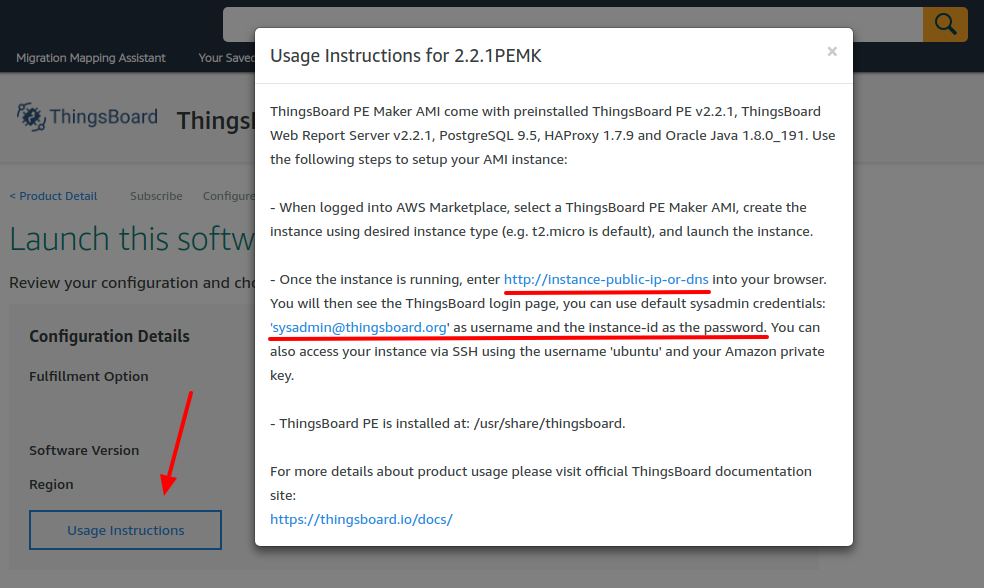 Migration Mapping Assistant
Your Saved
ThingsBoard
Things
< Product Detail
Subscribe
Configure
Launch this softw
Review your configuration and
Configuration Details
Fulfillment Option
Software Version
Region
Usage Instructions
Usage Instructions for 2.2.1PEMK
×
ThingsBoard PE Maker AMI come with preinstalled ThingsBoard PE v2.2.1, ThingsBoard
Web Report Server v2.2.1, PostgreSQL 9.5, HAProxy 1.7.9 and Oracle Java 1.8.0_191. Use
the following steps to setup your AMI instance:
- When logged into AWS Marketplace, select a ThingsBoard PE Maker AMI, create the
instance using desired instance type (e.g. t2.micro is default), and launch the instance.
- Once the instance is running, enter http://instance-public-ip-or-dns into your browser.
You will then see the ThingsBoard login page, you can use default sysadmin credentials:
'sysadmin@thingsboard.org' as username and the instance-id as the password. You can
also access your instance via SSH using the username 'ubuntu' and your Amazon private
key.
- ThingsBoard PE is installed at: /usr/share/thingsboard.
For more details about product usage please visit official ThingsBoard documentation
site:
https://thingsboard.io/docs/